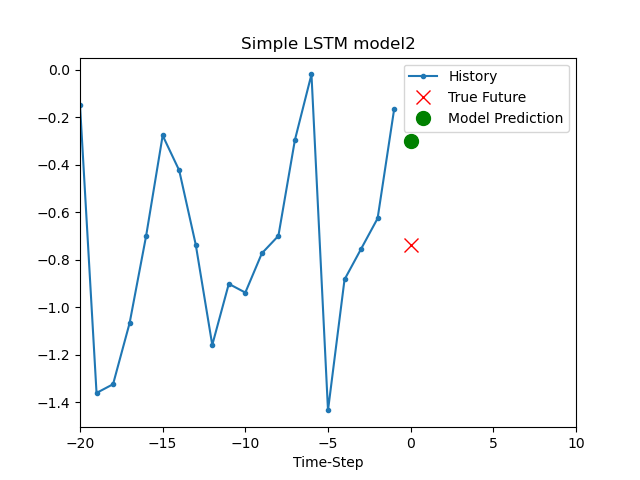 Simple LSTM model2
History
True Future
Model Prediction
0.0
−0.2
−0.4
−0.6
−0.8
−1.0
−1.2
−1.4
−20 −15 −10 −5 0 5 10
Time-Step